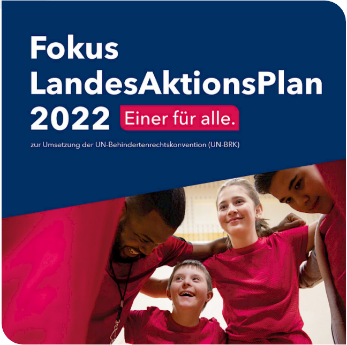 Fokus
LandesAktionsPlan
2022 Einer für alle.
zur Umsetzung der UN-Behindertenrechtskonvention (UN-BRK)